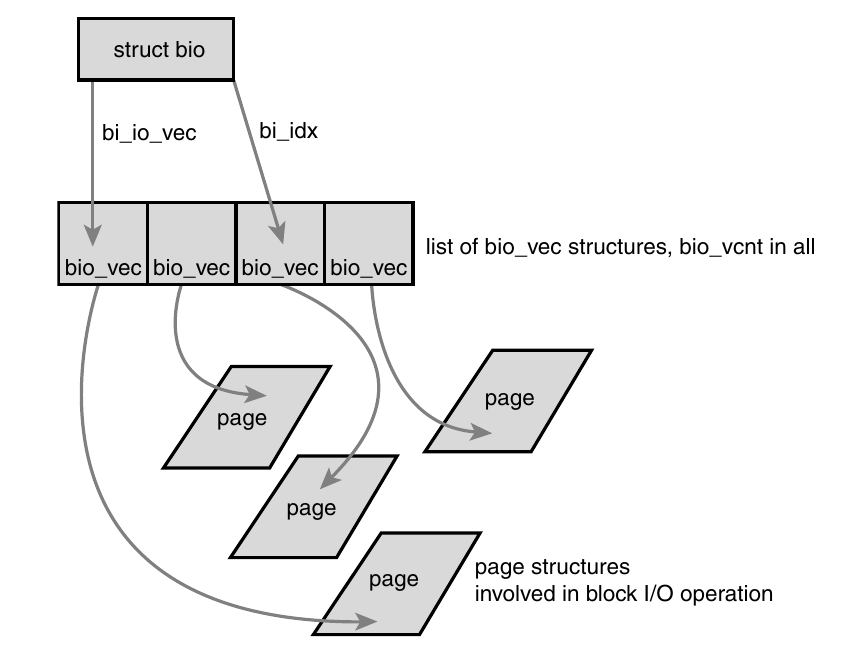 struct bio
bi_io_vec
bi_idx
bio_vec
bio_vec
bio_vec
bio_vec
list of bio_vec structures, bio_vcnt in all
page
page
page
page
page structures
involved in block I/O operation